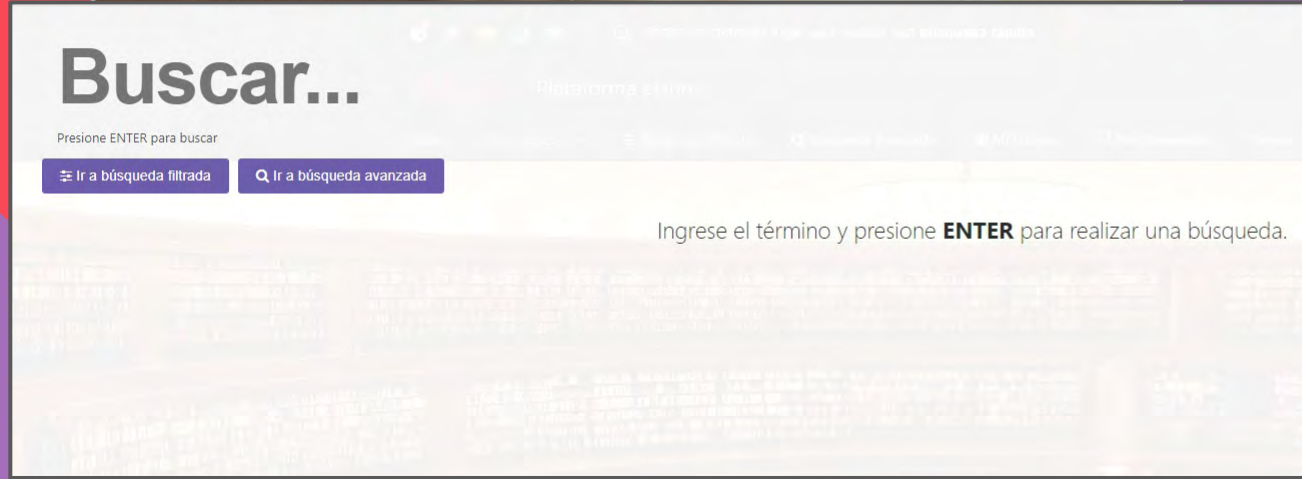 Buscar...
Presione ENTER para buscar
Ir a búsqueda filtrada
Ir a búsqueda avanzada
Ingrese el término y presione ENTER para realizar una búsqueda.